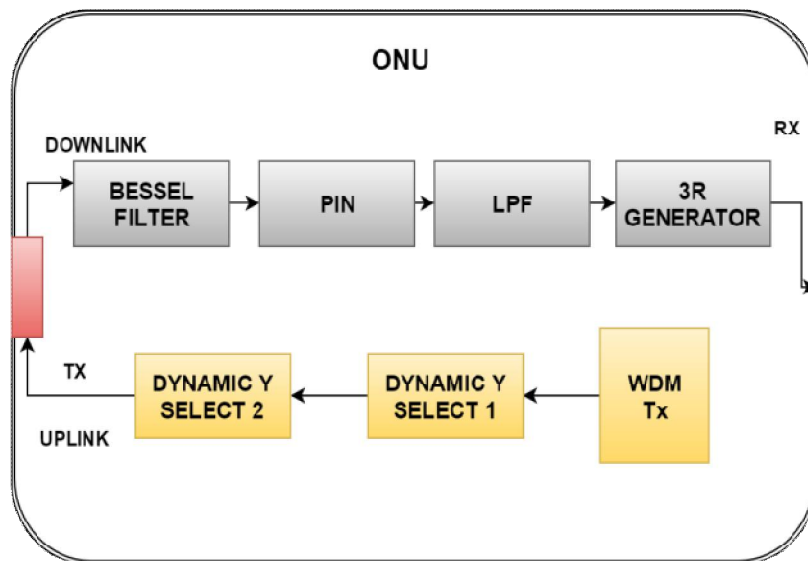 ONU
RX
DOWNLINK
BESSEL
FILTER
PIN
LPF
3R
GENERATOR
TX
DYNAMIC Y
SELECT 2
DYNAMIC Y
SELECT 1
WDM
Tx
UPLINK